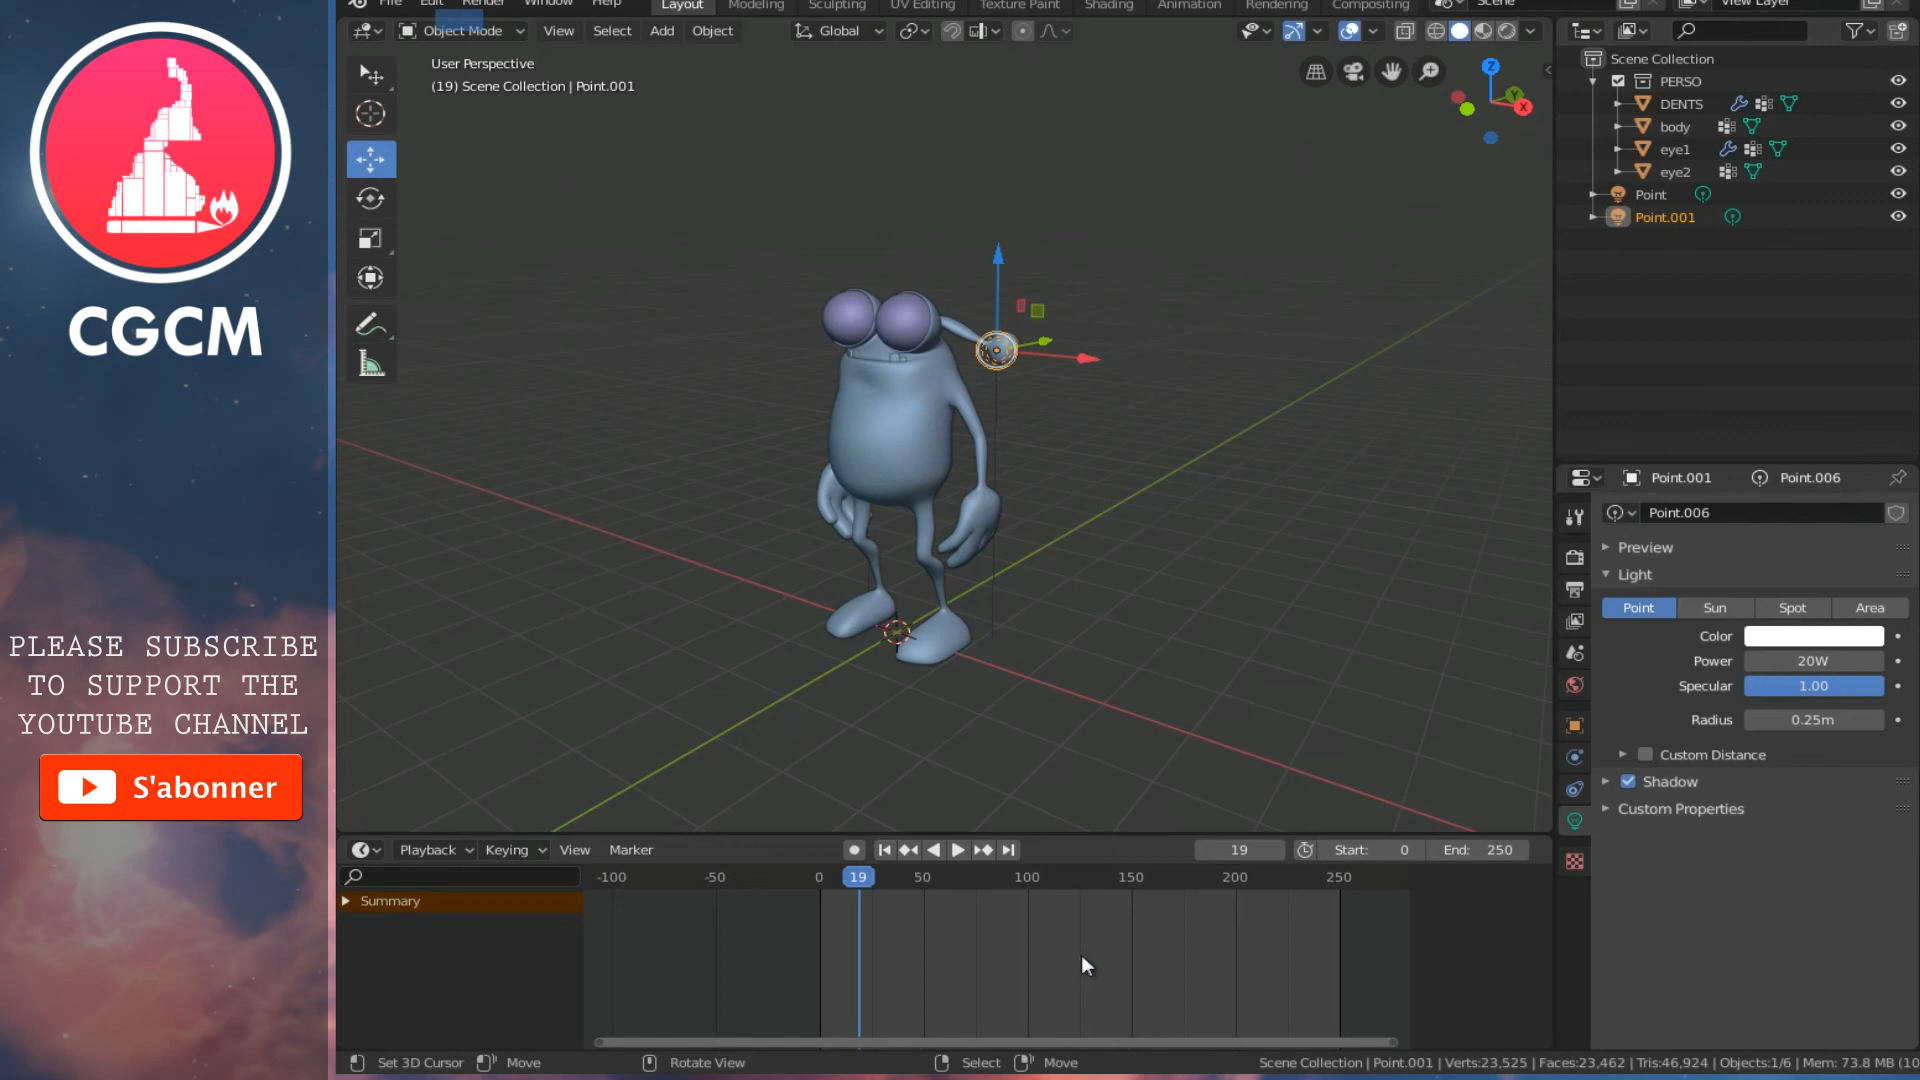 File Edit Render Window Help Layout Modeling Sculpting UV Editing Texture Paint Shading Animation Rendering Compositing Scene View Layer
Object Mode View Select Add Object Global
User Perspective
(19) Scene Collection | Point.001
Z
Y
X
CGCM
PLEASE SUBSCRIBE
TO SUPPORT THE
YOUTUBE CHANNEL
S'abonner
Scene Collection
PERSO
DENTS
body
eye1
eye2
Point
Point.001
Point.001 Point.006
Point.006
Preview
Light
Point Sun Spot Area
Color
Power 20W
Specular 1.00
Radius 0.25m
Custom Distance
Shadow
Custom Properties
Playback Keying View Marker 19 Start: 0 End: 250
-100 -50 0 19 50 100 150 200 250
Summary
Set 3D Cursor Move Rotate View Select Move Scene Collection | Point.001 | Verts:23,525 | Faces:23,462 | Tris:46,924 | Objects:1/6 | Mem: 73.8 MB (10